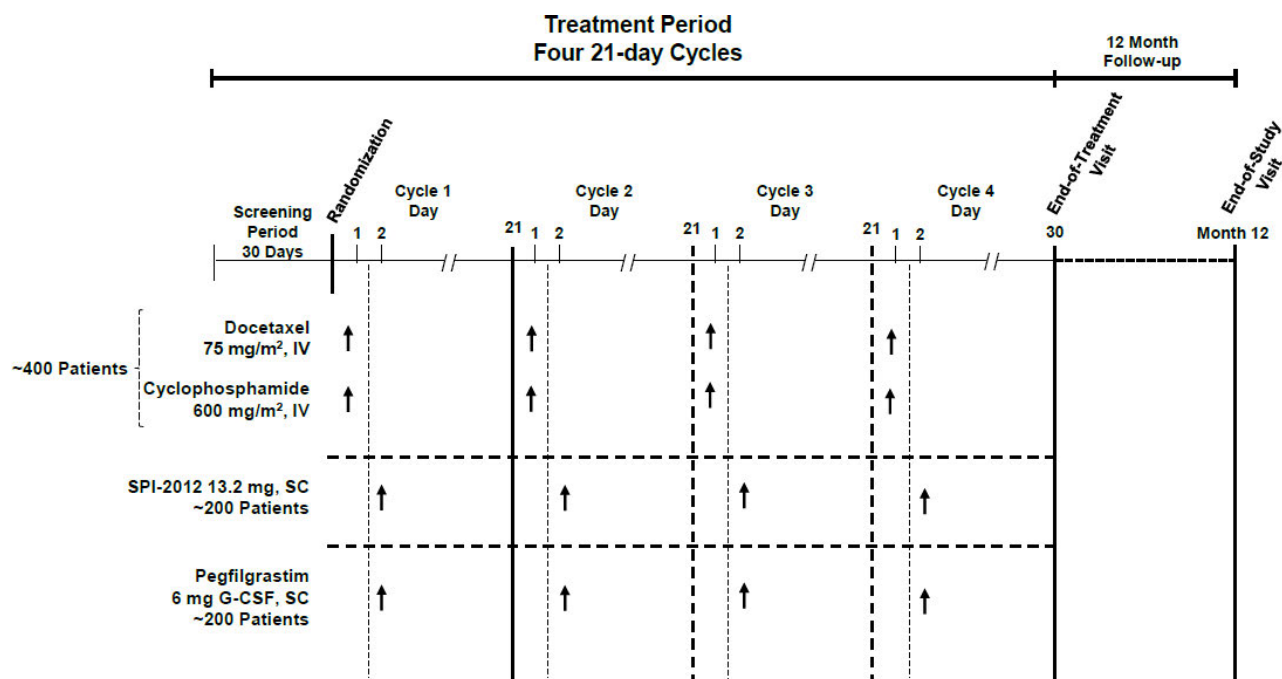 Treatment Period
Four 21-day Cycles
12 Month
Follow-up
Randomization
End-of-Treatment
Visit
End-of-Study
Visit
Screening
Period
30 Days
Cycle 1
Day
Cycle 2
Day
Cycle 3
Day
Cycle 4
Day
1 2 21 1 2 21 1 2 21 1 2 30 Month 12
~400 Patients
Docetaxel
75 mg/m², IV
Cyclophosphamide
600 mg/m², IV
SPI-2012 13.2 mg, SC
~200 Patients
Pegfilgrastim
6 mg G-CSF, SC
~200 Patients